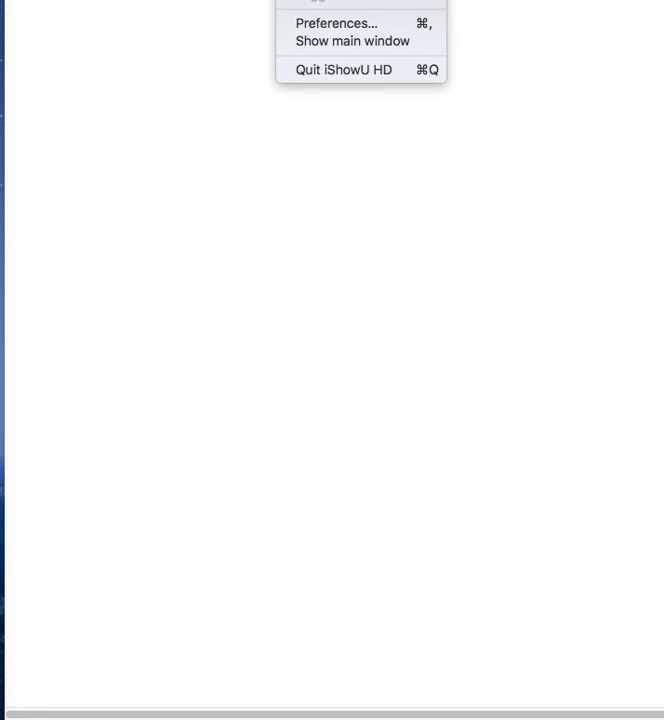 Preferences... ⌘,
Show main window
Quit iShowU HD ⌘Q